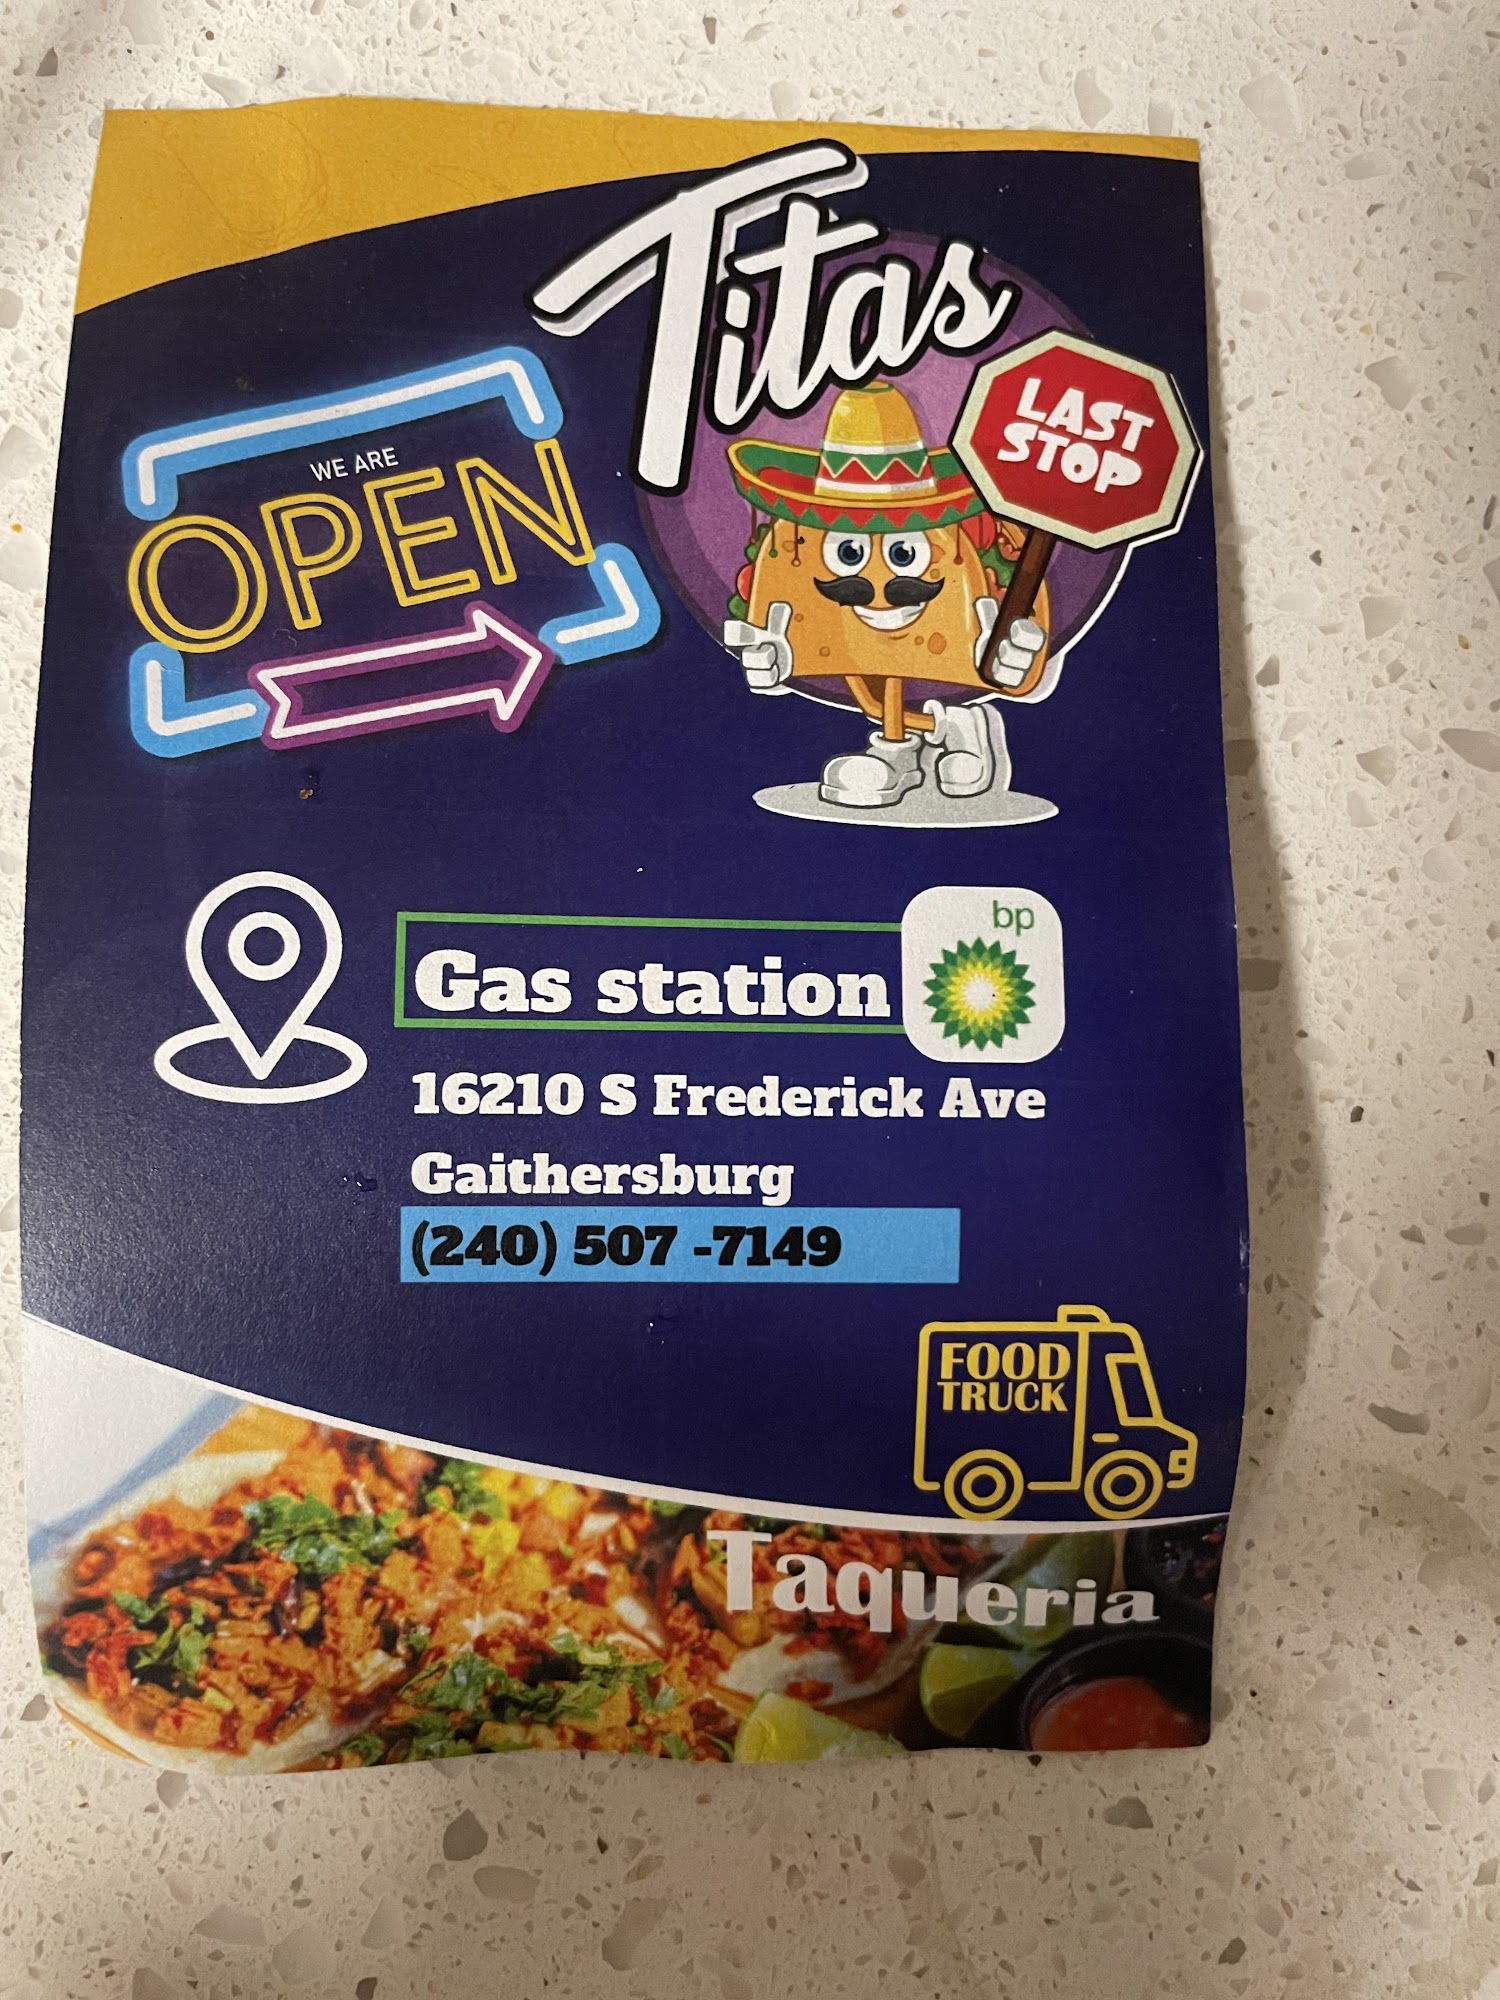 Titas
LAST
STOP
WE ARE
OPEN
bp
Gas station
16210 S Frederick Ave
Gaithersburg
(240) 507 -7149
FOOD
TRUCK
Taqueria